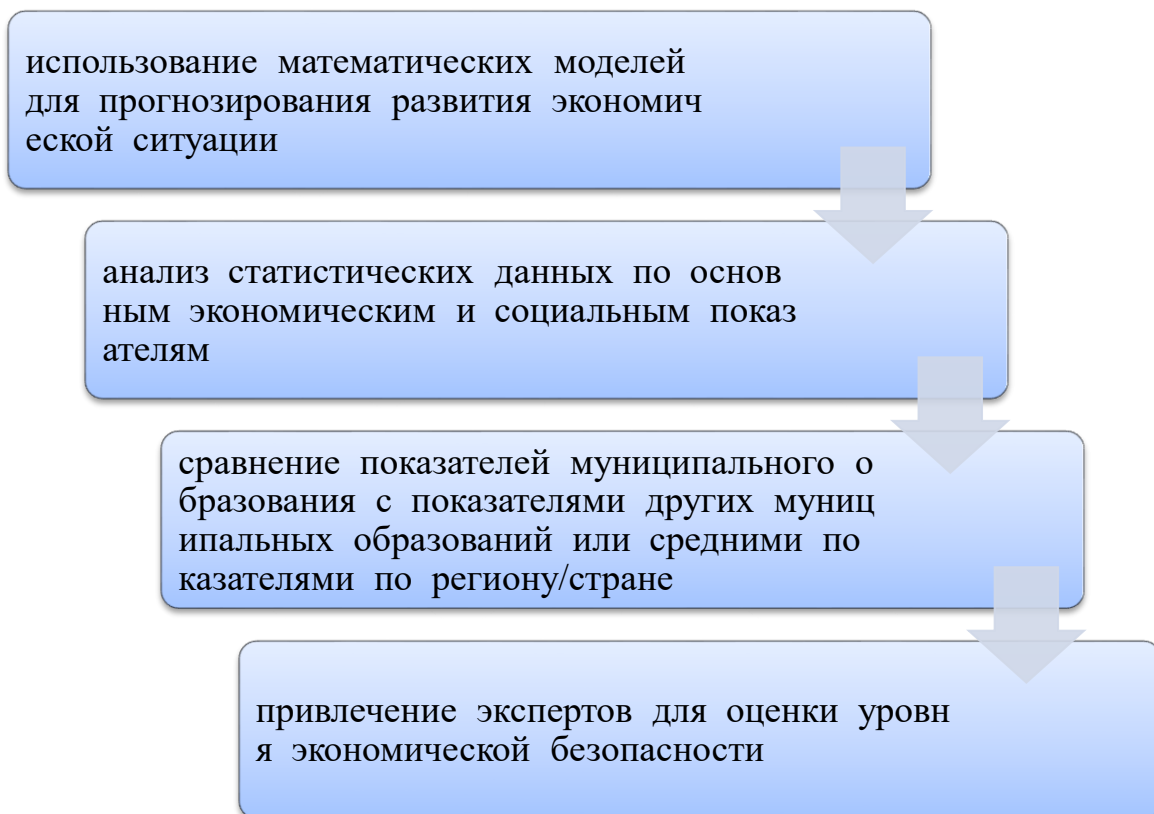 использование математических моделей
для прогнозирования развития экономич
еской ситуации
анализ статистических данных по основ
ным экономическим и социальным показ
ателям
сравнение показателей муниципального о
бразования с показателями других муниц
ипальных образований или средними по
казателями по региону/стране
привлечение экспертов для оценки уровн
я экономической безопасности